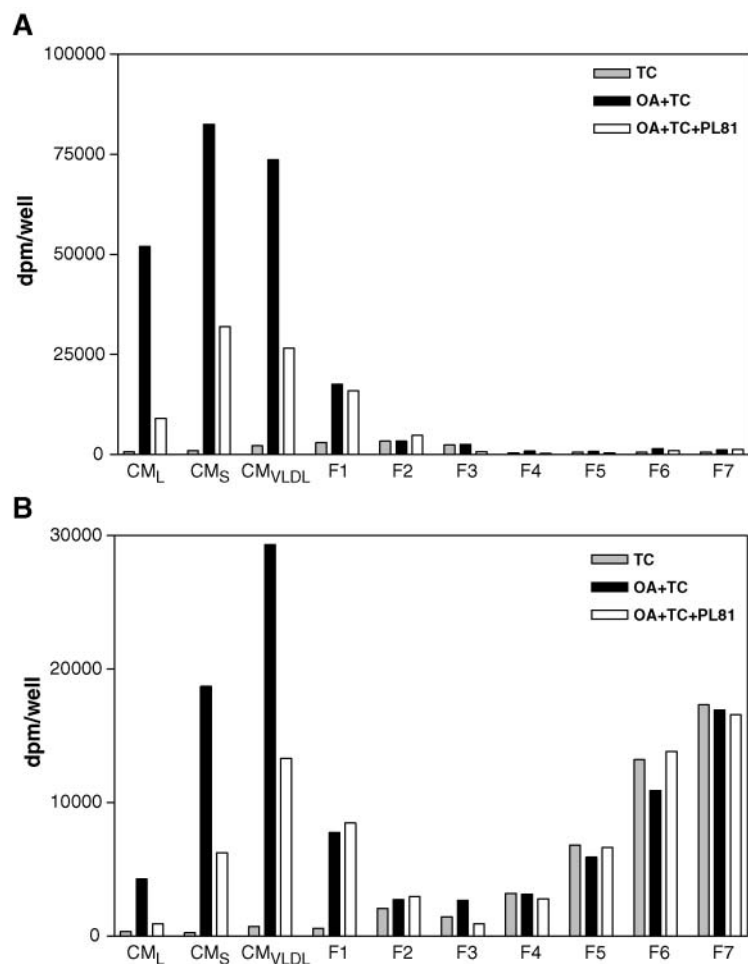 A
100000
75000
50000
25000
0
dpm/well
TC
OA+TC
OA+TC+PL81
CML CMS CMVLDL F1 F2 F3 F4 F5 F6 F7
B
30000
20000
10000
0
dpm/well
TC
OA+TC
OA+TC+PL81
CML CMS CMVLDL F1 F2 F3 F4 F5 F6 F7